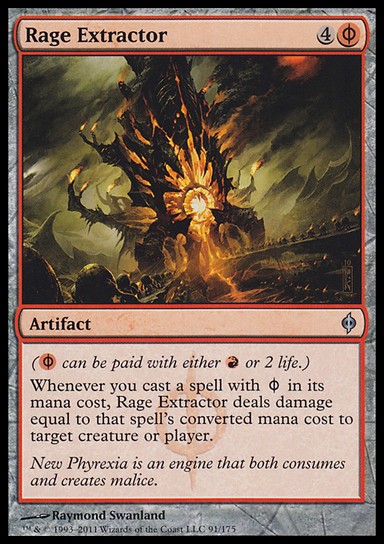 Rage Extractor 4
Artifact
( can be paid with either or 2 life.)
Whenever you cast a spell with in its
mana cost, Rage Extractor deals damage
equal to that spell's converted mana cost to
target creature or player.
New Phyrexia is an engine that both consumes
and creates malice.
Raymond Swanland
™ & © 1993–2011 Wizards of the Coast LLC 91/175